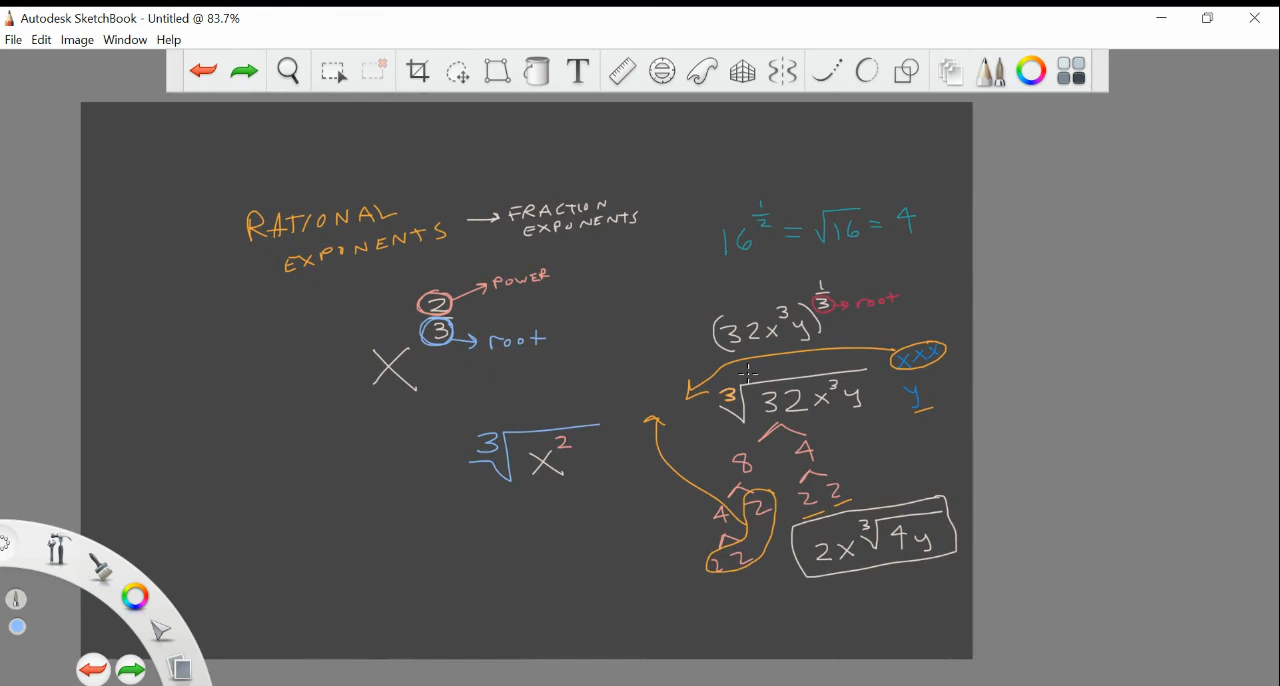 Autodesk SketchBook - Untitled @ 83.7%
File Edit Image Window Help
T
RATIONAL
EXPONENTS
→ FRACTION
EXPONENTS
2 → POWER
3 → root
X
∛x²
16^(1/2) = √16 = 4
(32x³y)^(1/3) → root
xxx
∛32x³y
y
8 4
4 2 2 2
2 2
2x∛4y